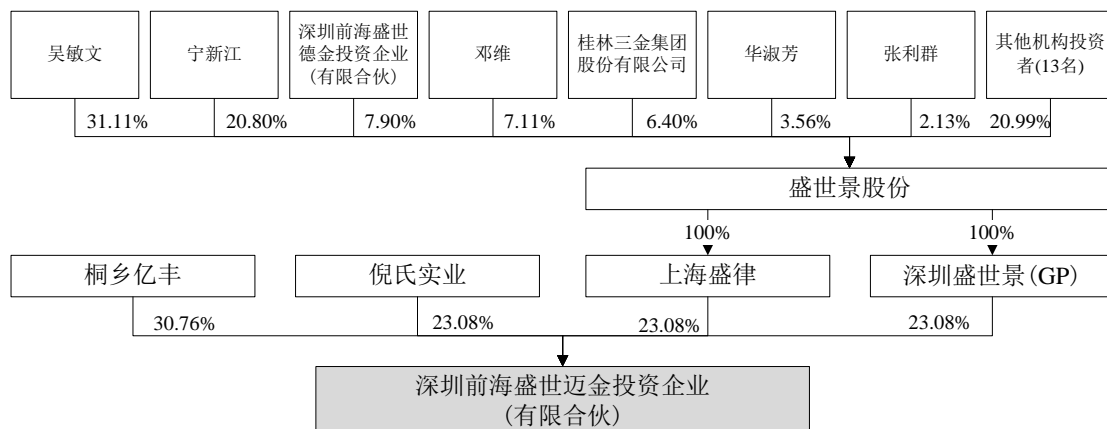 吴敏文
宁新江
深圳前海盛世
德金投资企业
(有限合伙)
邓维
桂林三金集团
股份有限公司
华淑芳
张利群
其他机构投资
者(13名)
31.11%
20.80%
7.90%
7.11%
6.40%
3.56%
2.13%
20.99%
盛世景股份
100%
100%
桐乡亿丰
倪氏实业
上海盛律
深圳盛世景(GP)
30.76%
23.08%
23.08%
23.08%
深圳前海盛世迈金投资企业
(有限合伙)